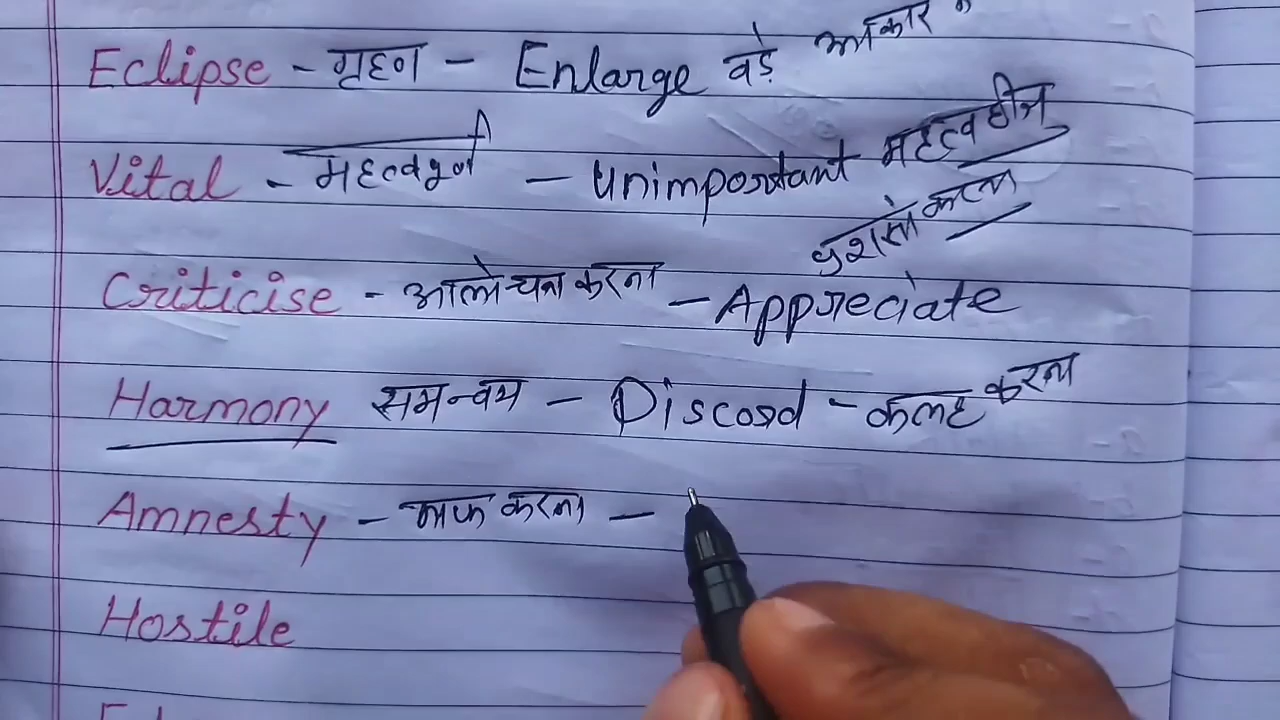 Eclipse - ग्रहण - Enlarge बड़े आकार
Vital - महत्वपूर्ण - unimportant महत्वहीन
प्रशंसा करना
Criticise - आलोचना करना - Appreciate
Harmony समन्वय - Discord - कलह करना
Amnesty - माफ करना -
Hostile